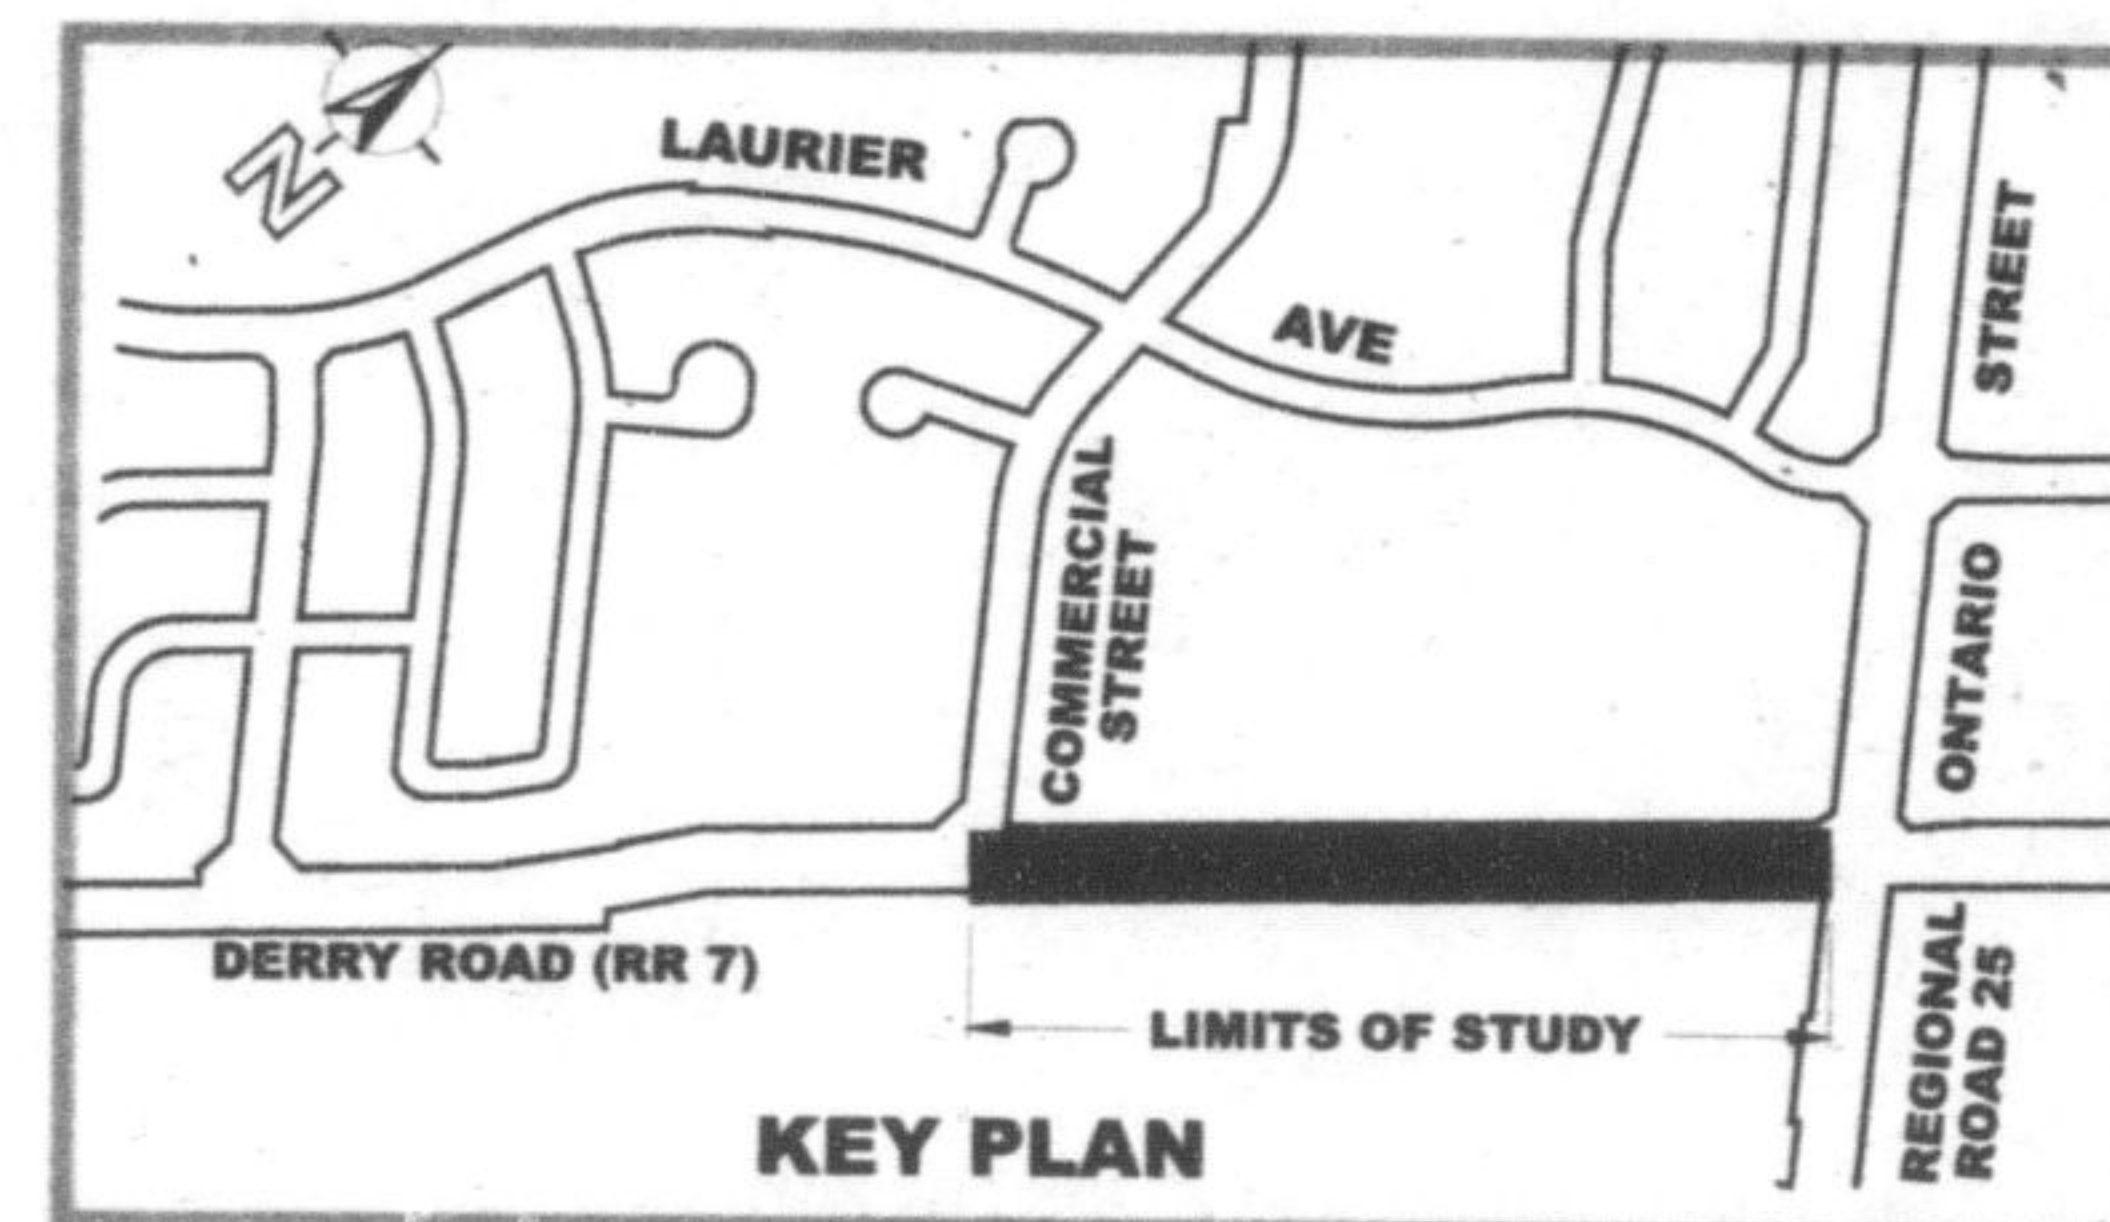 N
LAURIER
AVE
STREET
COMMERCIAL
STREET
ONTARIO
DERRY ROAD (RR 7)
LIMITS OF STUDY
REGIONAL
ROAD 25
KEY PLAN